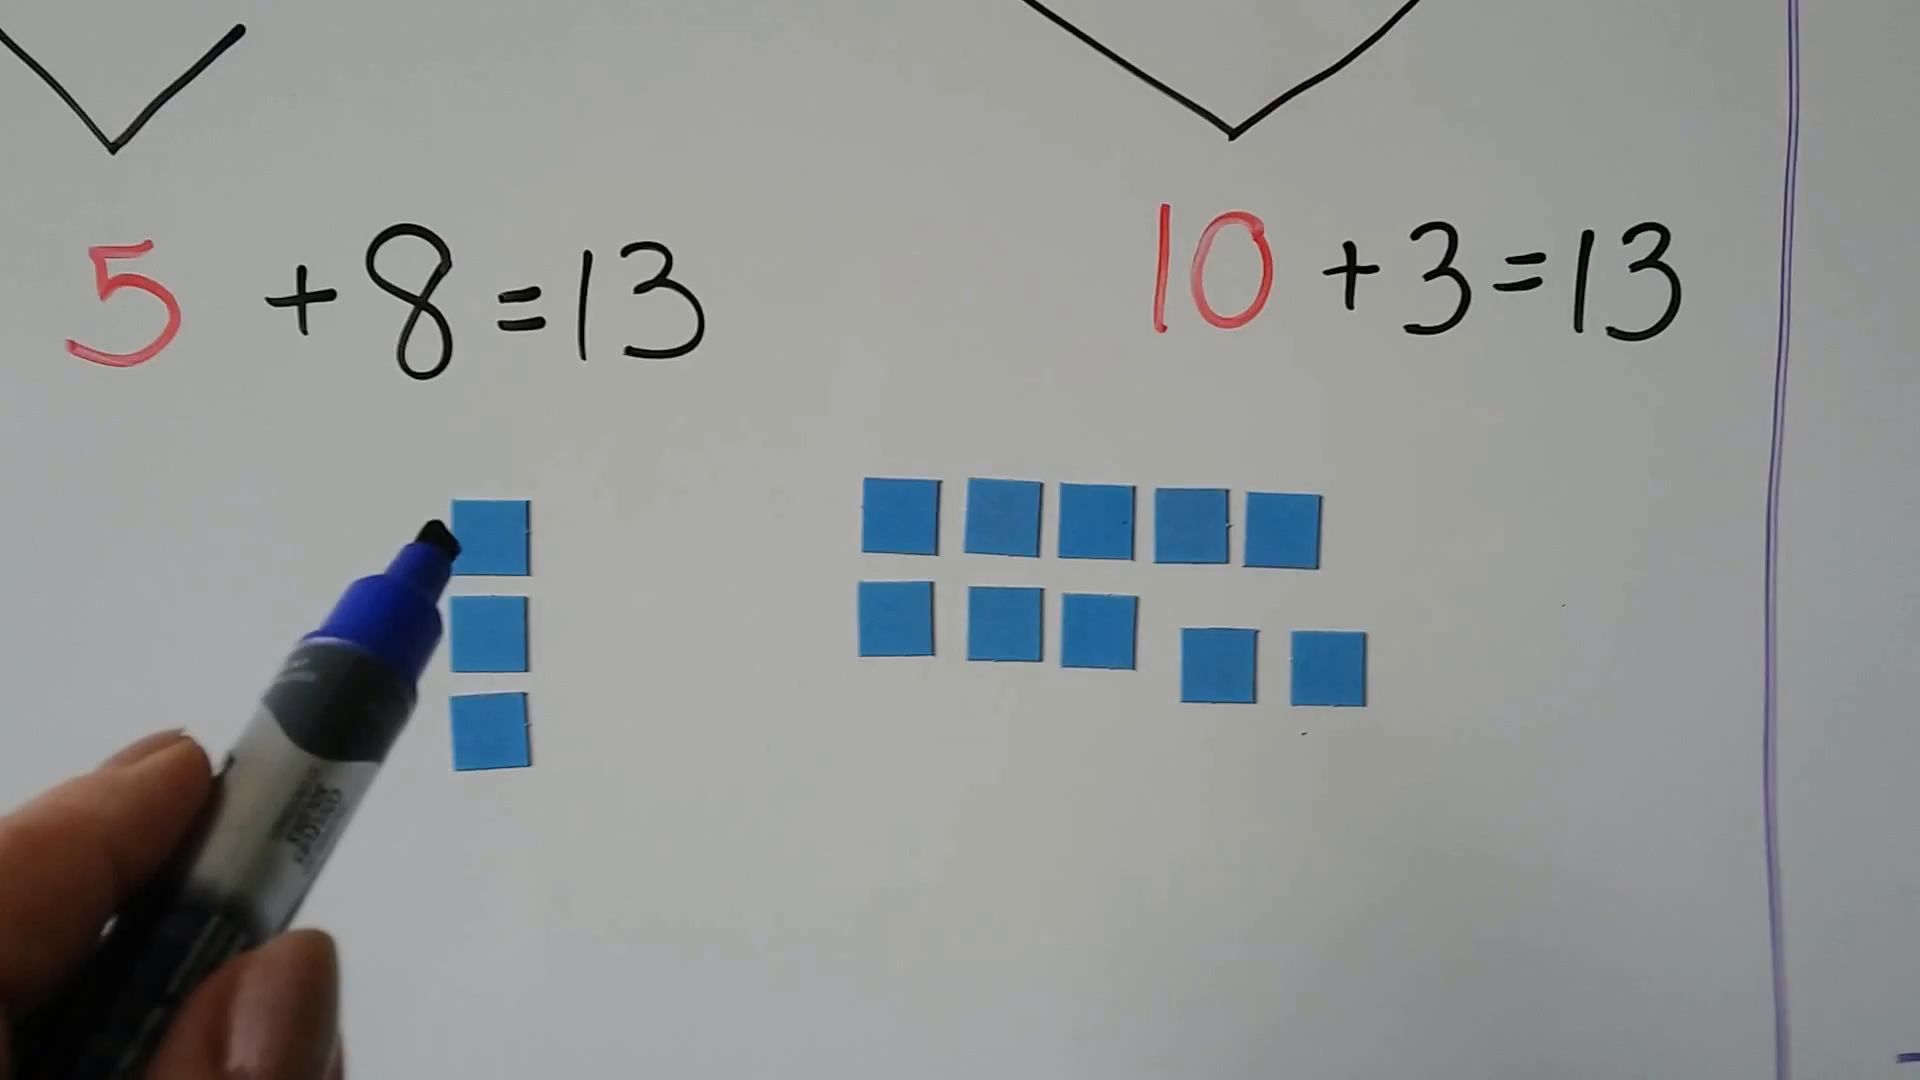 5 + 8 = 13
10 + 3 = 13